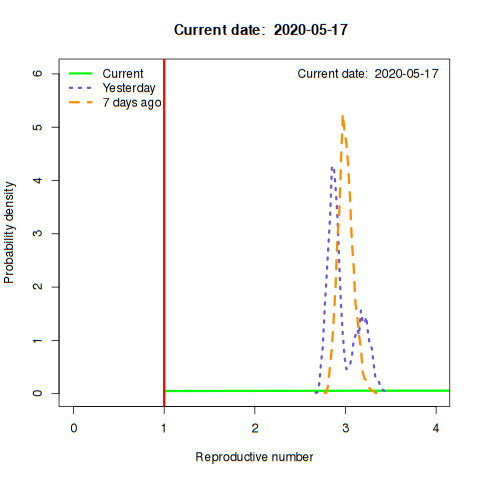 Current date:  2020-05-17
Current date:  2020-05-17
Current
Yesterday
7 days ago
Probability density
6
5
4
3
2
1
0
0 1 2 3 4
Reproductive number